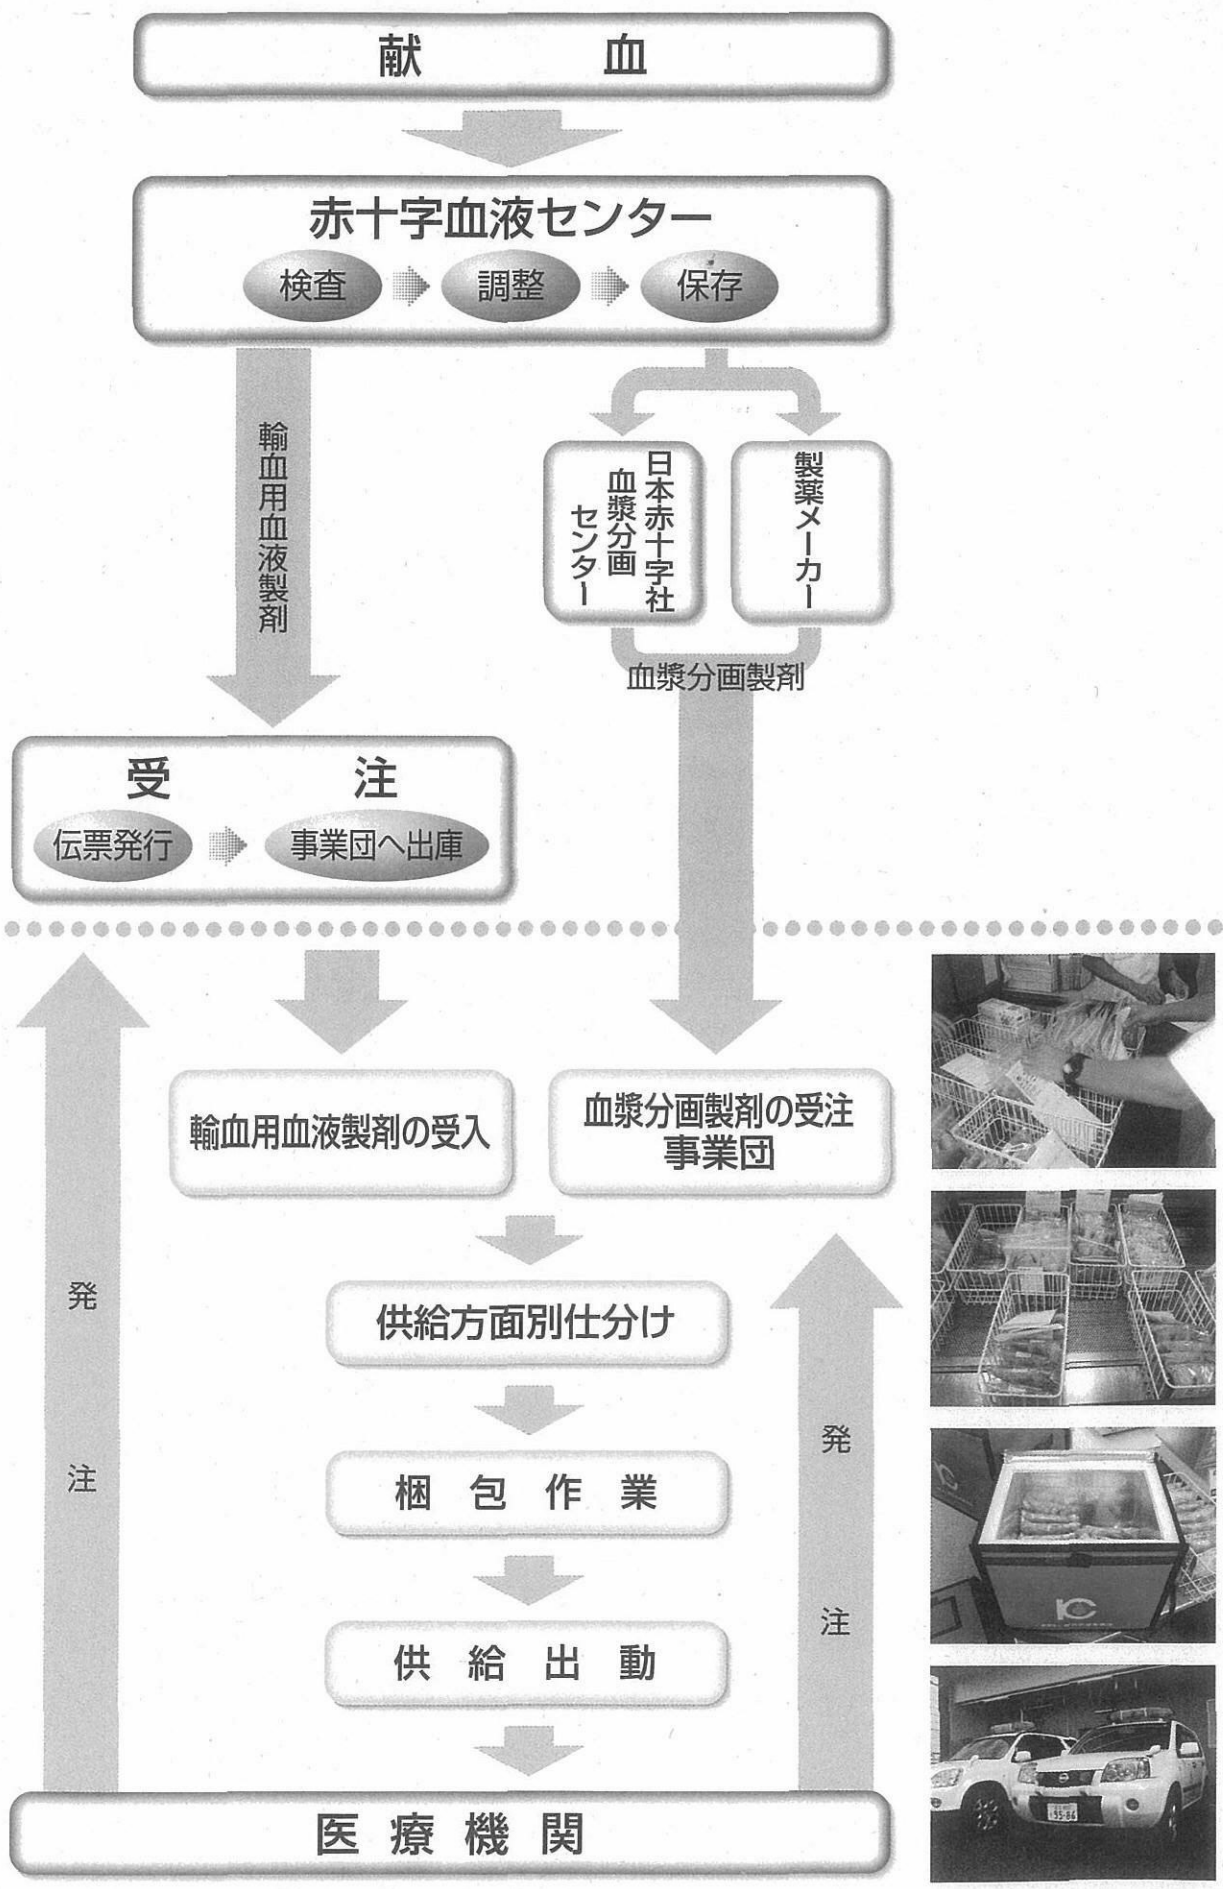 献血
赤十字血液センター
検査
調整
保存
輸血用血液製剤
日本赤十字社
血漿分画
センター
製薬メーカー
血漿分画製剤
受注
伝票発行
事業団へ出庫
輸血用血液製剤の受入
血漿分画製剤の受注
事業団
供給方面別仕分け
梱包作業
供給出動
発注
発注
医療機関